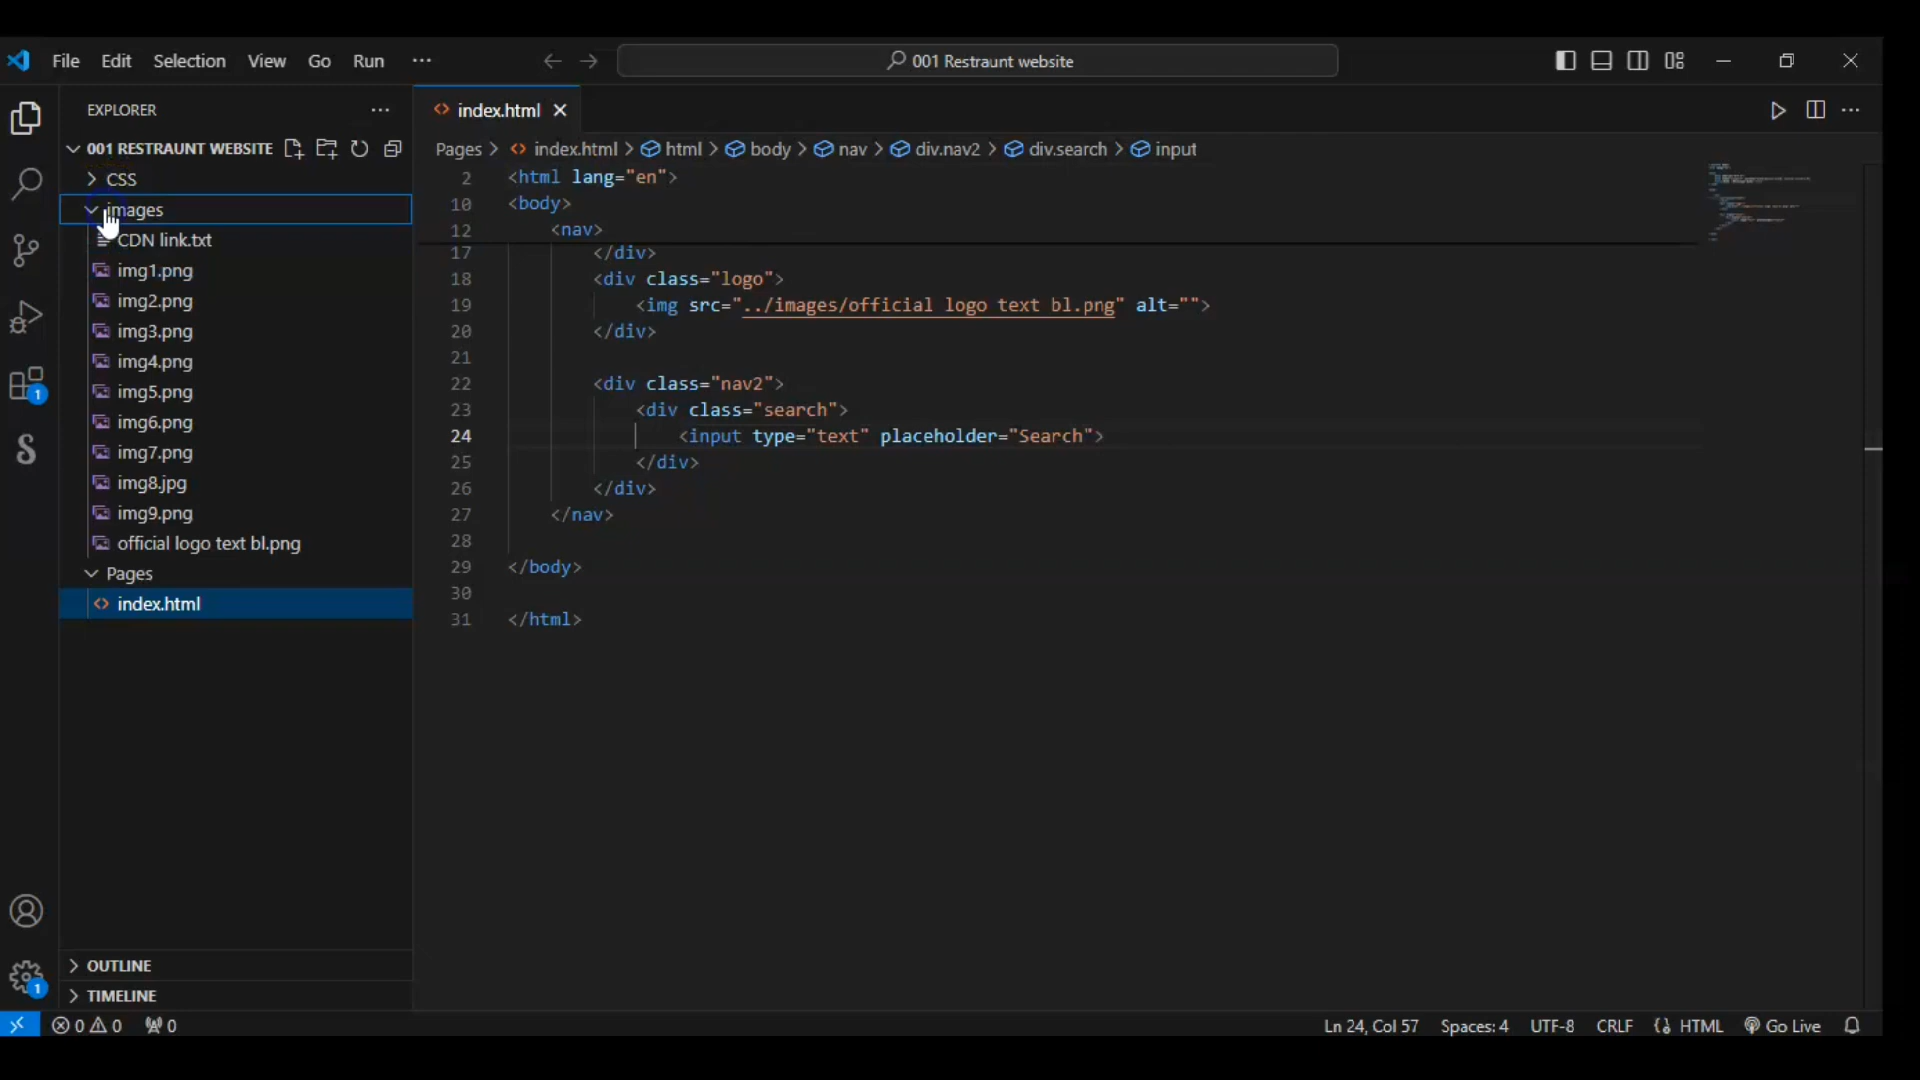 File Edit Selection View Go Run ···
001 Restraunt website
EXPLORER ···
001 RESTRAUNT WEBSITE
CSS
images
CDN link.txt
img1.png
img2.png
img3.png
img4.png
img5.png
img6.png
img7.png
img8.jpg
img9.png
official logo text bl.png
Pages
index.html
OUTLINE
TIMELINE
index.html
Pages > index.html > html > body > nav > div.nav2 > div.search > input
2 <html lang="en">
10 <body>
12 <nav>
17 </div>
18 <div class="logo">
19 <img src="../images/official logo text bl.png" alt="">
20 </div>
21
22 <div class="nav2">
23 <div class="search">
24 <input type="text" placeholder="Search">
25 </div>
26 </div>
27 </nav>
28
29 </body>
30
31 </html>
1
1
0 0 0
Ln 24, Col 57 Spaces: 4 UTF-8 CRLF HTML Go Live